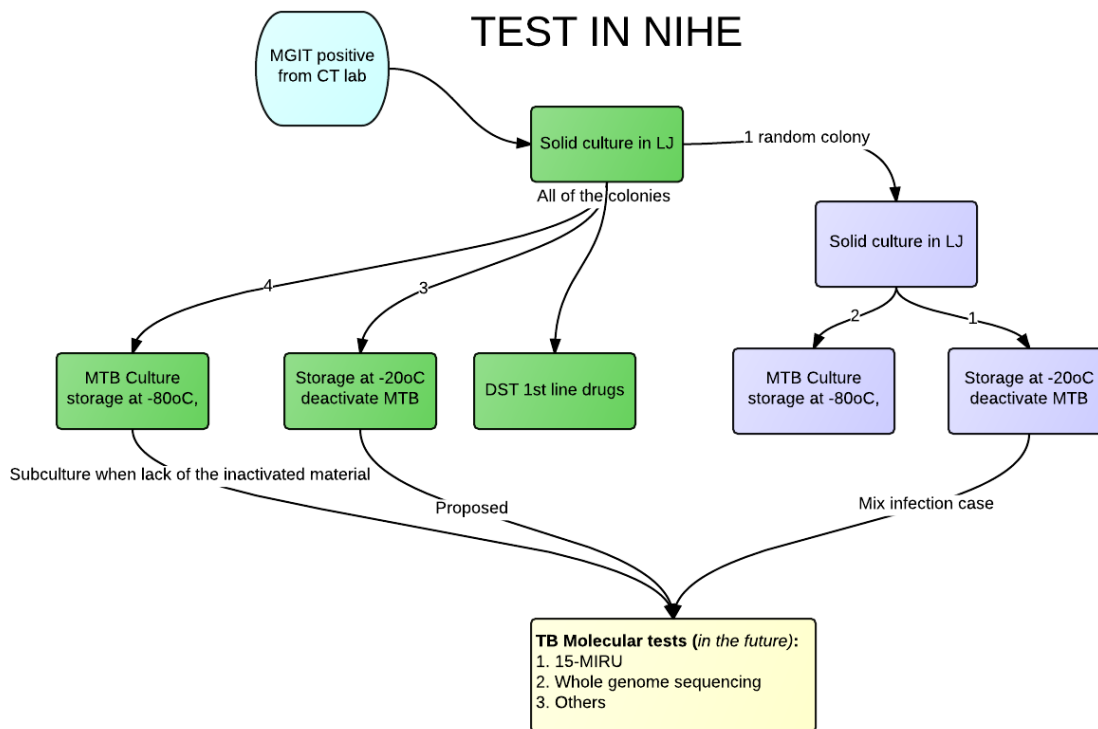 TEST IN NIHE
MGIT positive
from CT lab
Solid culture in LJ
1 random colony
All of the colonies
Solid culture in LJ
4
3
2
1
MTB Culture
storage at -80oC,
Storage at -20oC
deactivate MTB
DST 1st line drugs
MTB Culture
storage at -80oC,
Storage at -20oC
deactivate MTB
Subculture when lack of the inactivated material
Proposed
Mix infection case
TB Molecular tests (in the future):
1. 15-MIRU
2. Whole genome sequencing
3. Others